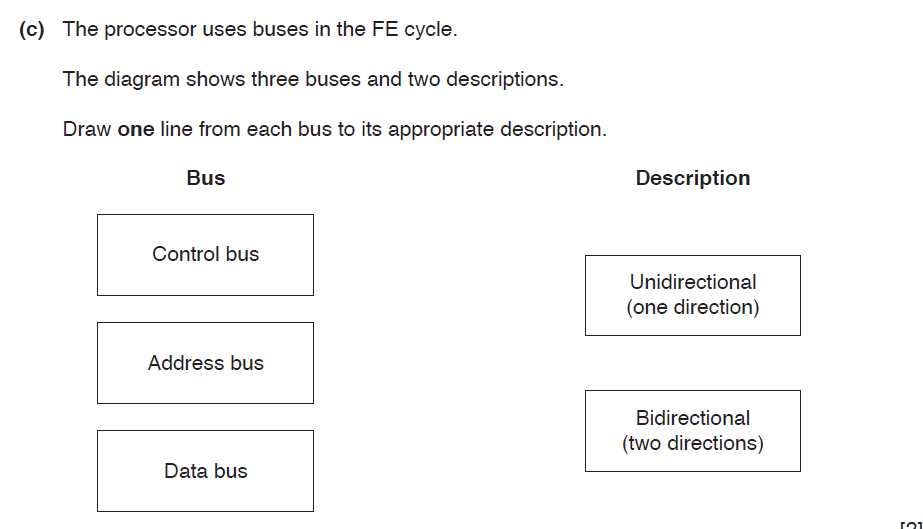 (c) The processor uses buses in the FE cycle.
The diagram shows three buses and two descriptions.
Draw one line from each bus to its appropriate description.
Bus
Description
Control bus
Unidirectional
(one direction)
Address bus
Bidirectional
(two directions)
Data bus